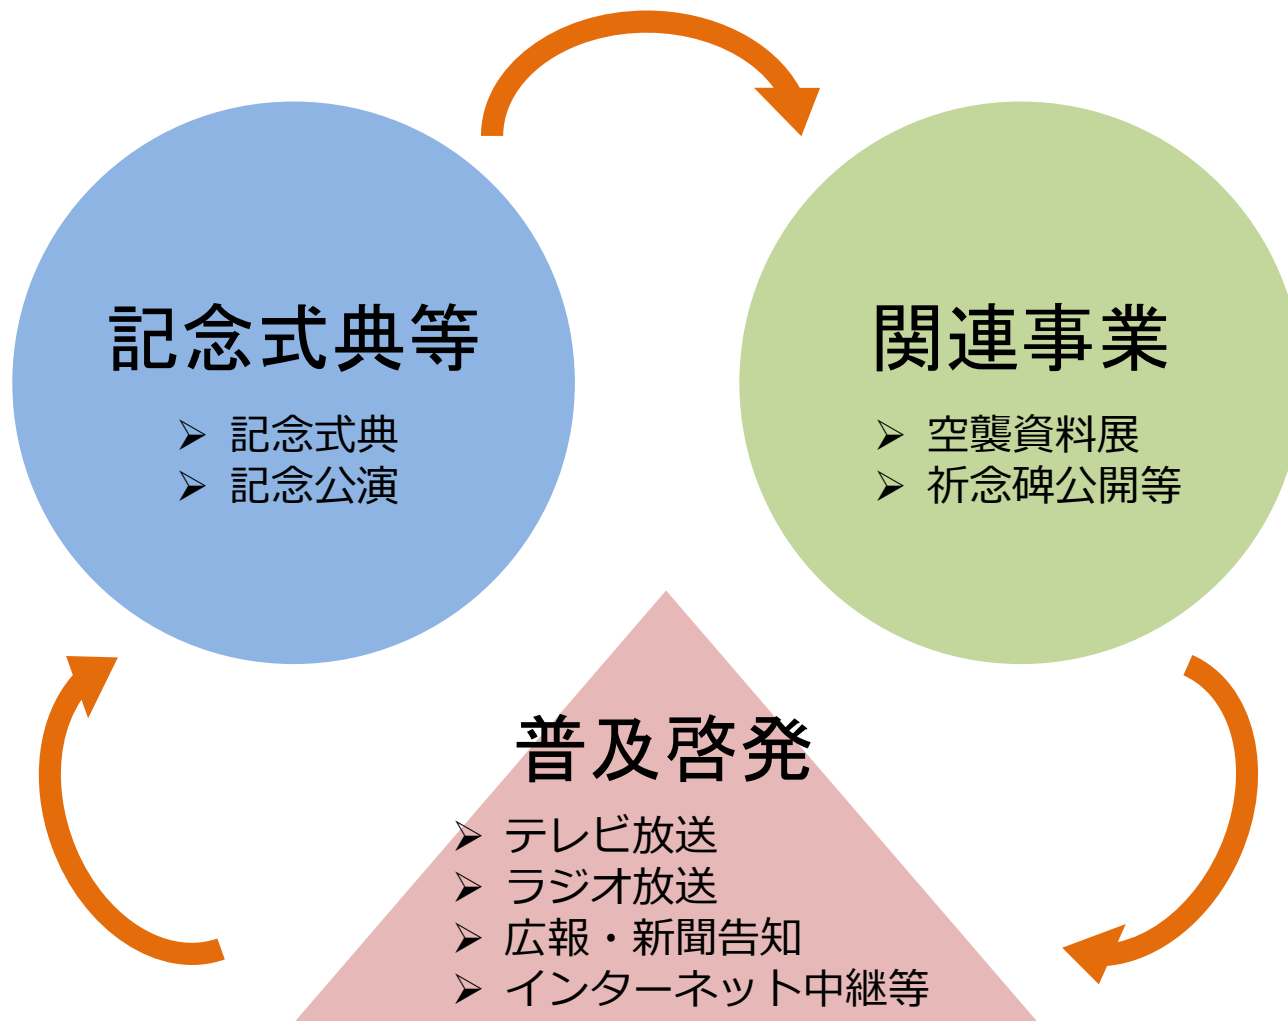 記念式典等
➢ 記念式典
➢ 記念公演
関連事業
➢ 空襲資料展
➢ 祈念碑公開等
普及啓発
➢ テレビ放送
➢ ラジオ放送
➢ 広報・新聞告知
➢ インターネット中継等